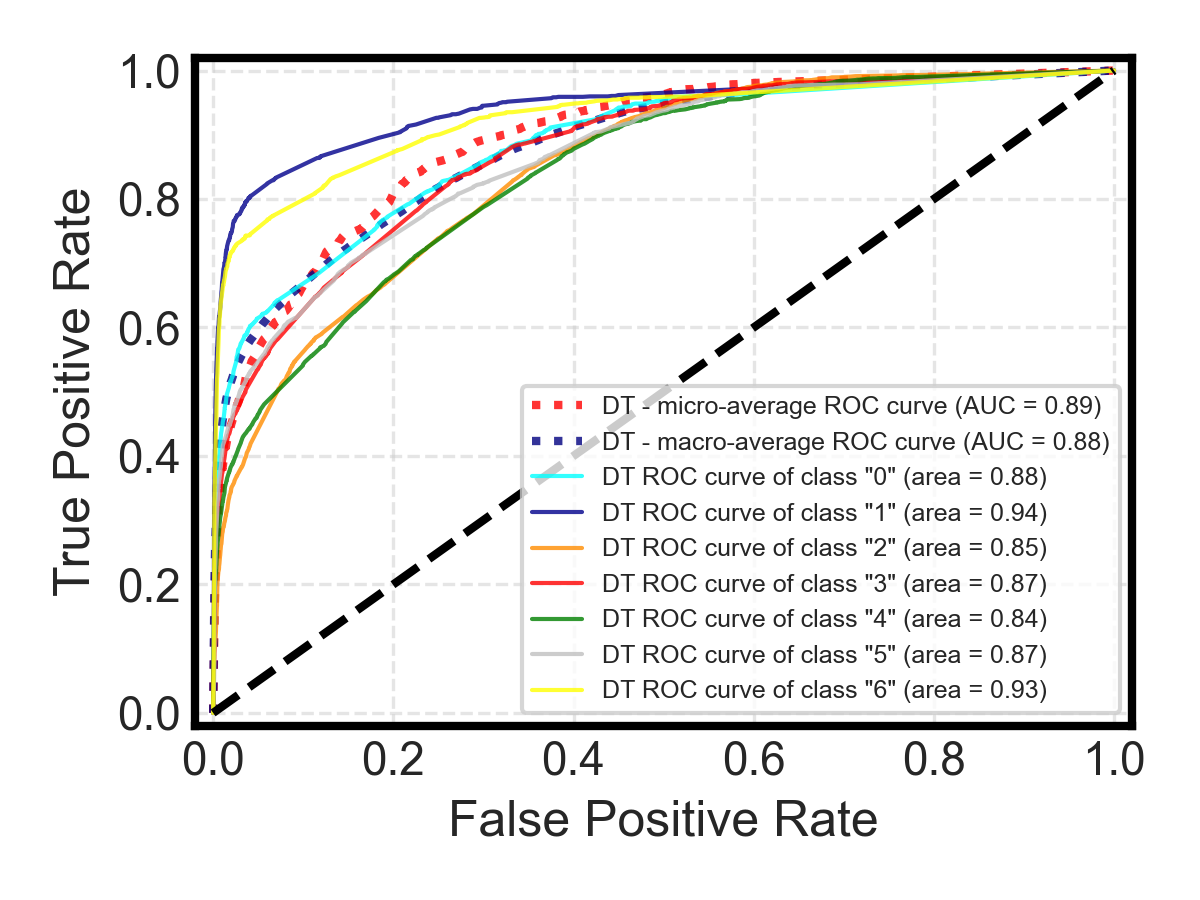 1.0
0.8
0.6
0.4
0.2
0.0
True Positive Rate
DT - micro-average ROC curve (AUC = 0.89)
DT - macro-average ROC curve (AUC = 0.88)
DT ROC curve of class "0" (area = 0.88)
DT ROC curve of class "1" (area = 0.94)
DT ROC curve of class "2" (area = 0.85)
DT ROC curve of class "3" (area = 0.87)
DT ROC curve of class "4" (area = 0.84)
DT ROC curve of class "5" (area = 0.87)
DT ROC curve of class "6" (area = 0.93)
0.0 0.2 0.4 0.6 0.8 1.0
False Positive Rate